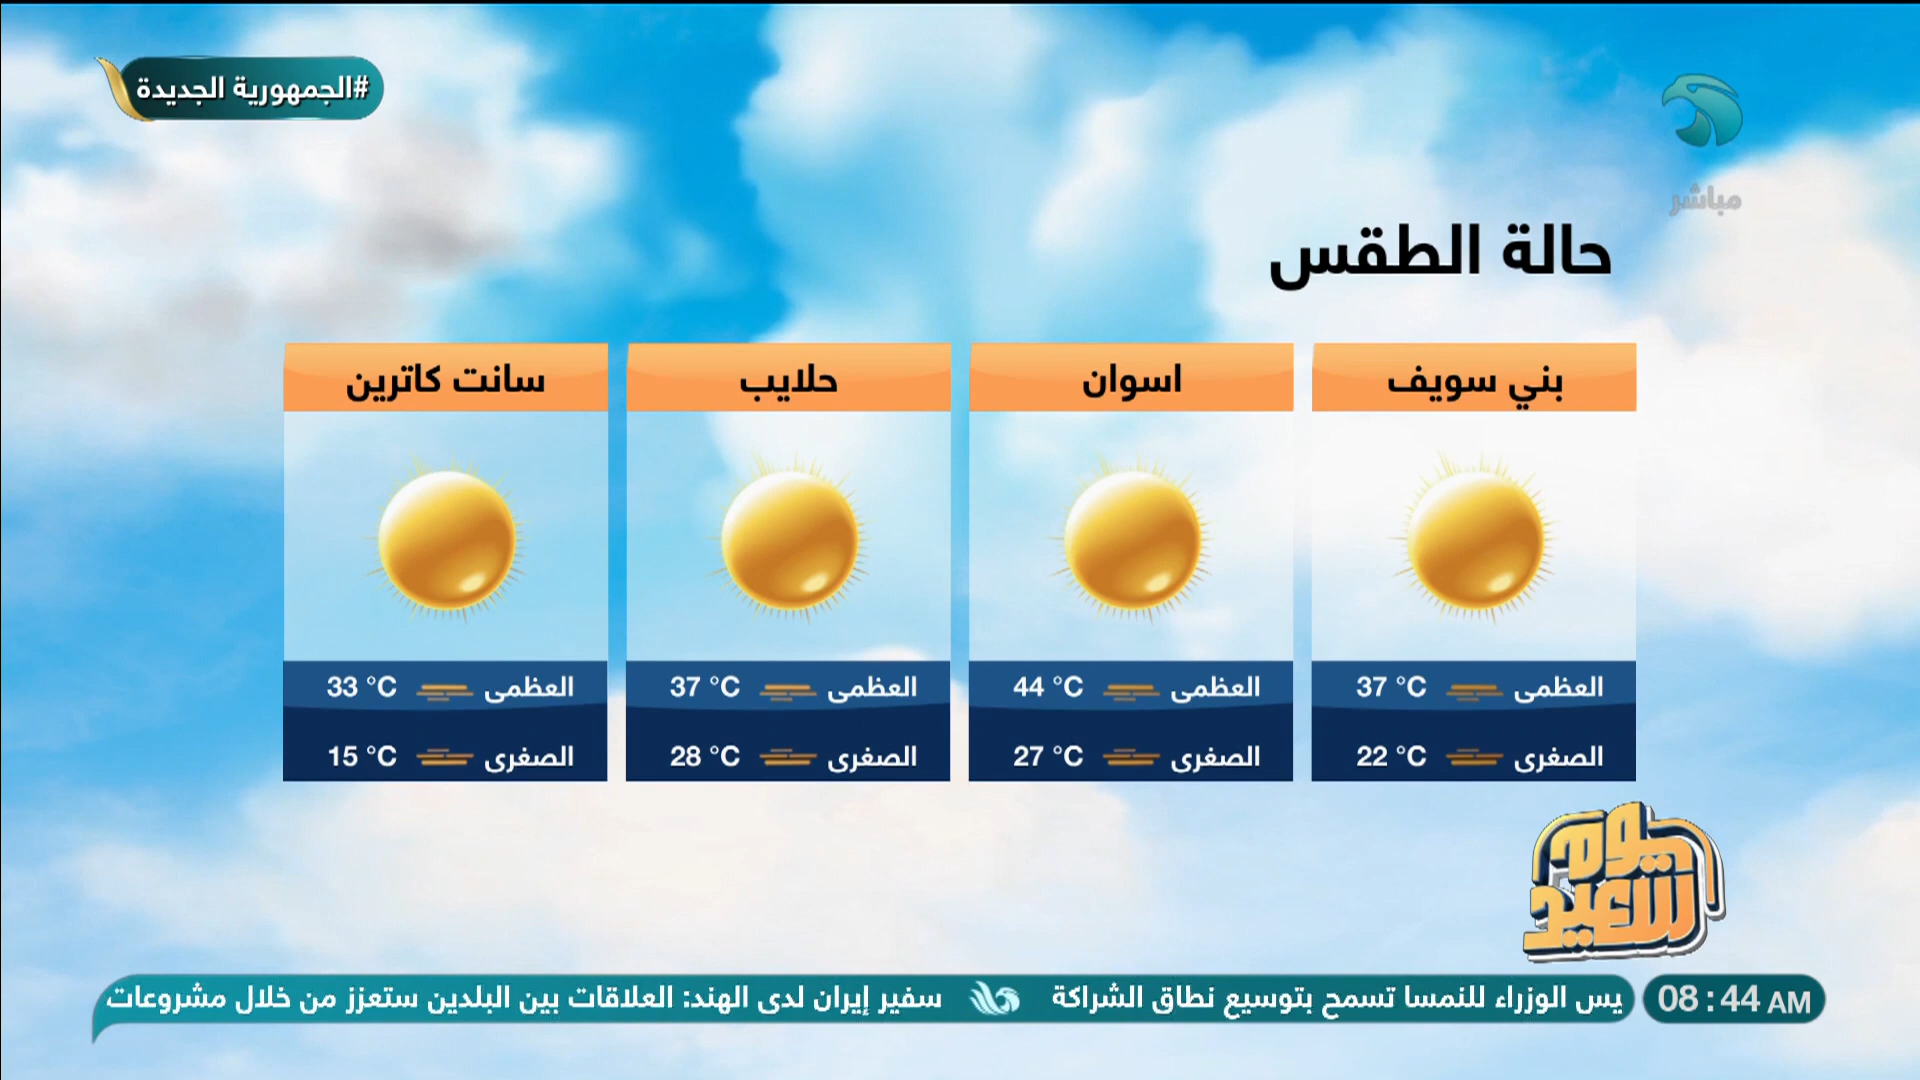 #الجمهورية الجديدة
مباشر
حالة الطقس
بني سويف
العظمى 37 °C
الصغرى 22 °C
اسوان
العظمى 44 °C
الصغرى 27 °C
حلايب
العظمى 37 °C
الصغرى 28 °C
سانت كاترين
العظمى 33 °C
الصغرى 15 °C
يوم سعيد
08:44 AM
يس الوزراء للنمسا تسمح بتوسيع نطاق الشراكة سفير إيران لدى الهند: العلاقات بين البلدين ستعزز من خلال مشروعات